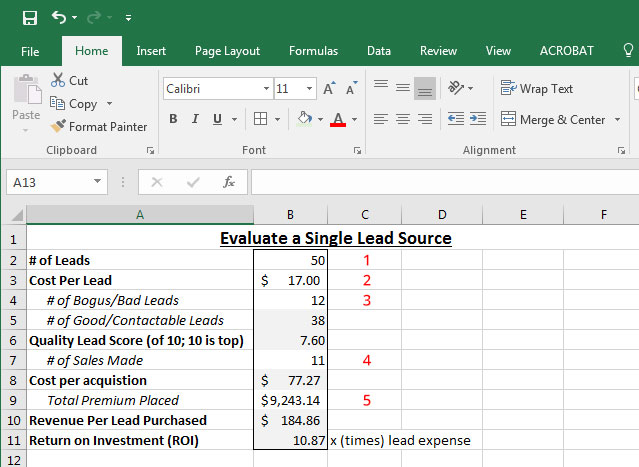 File Home Insert Page Layout Formulas Data Review View ACROBAT
Cut
Copy
Format Painter
Paste
Calibri 11 A A
B I U A
Wrap Text
Merge & Center
Clipboard Font Alignment
A13 fx
A B C D E F
1 Evaluate a Single Lead Source
2 # of Leads 50 1
3 Cost Per Lead $ 17.00 2
4 # of Bogus/Bad Leads 12 3
5 # of Good/Contactable Leads 38
6 Quality Lead Score (of 10; 10 is top) 7.60
7 # of Sales Made 11 4
8 Cost per acquistion $ 77.27
9 Total Premium Placed $9,243.14 5
10 Revenue Per Lead Purchased $ 184.86
11 Return on Investment (ROI) 10.87 x (times) lead expense
12